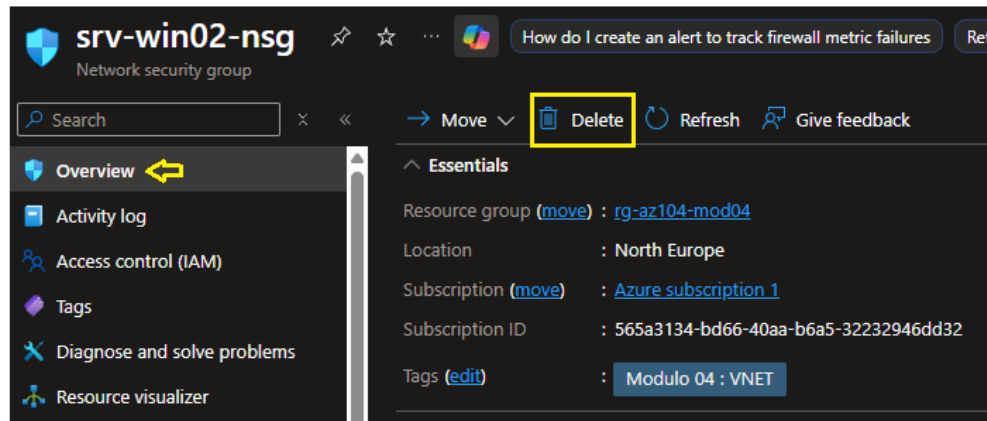 srv-win02-nsg
Network security group
How do I create an alert to track firewall metric failures
Search
Overview
Activity log
Access control (IAM)
Tags
Diagnose and solve problems
Resource visualizer
Move
Delete
Refresh
Give feedback
Essentials
Resource group (move) : rg-az104-mod04
Location : North Europe
Subscription (move) : Azure subscription 1
Subscription ID : 565a3134-bd66-40aa-b6a5-32232946dd32
Tags (edit) : Modulo 04 : VNET